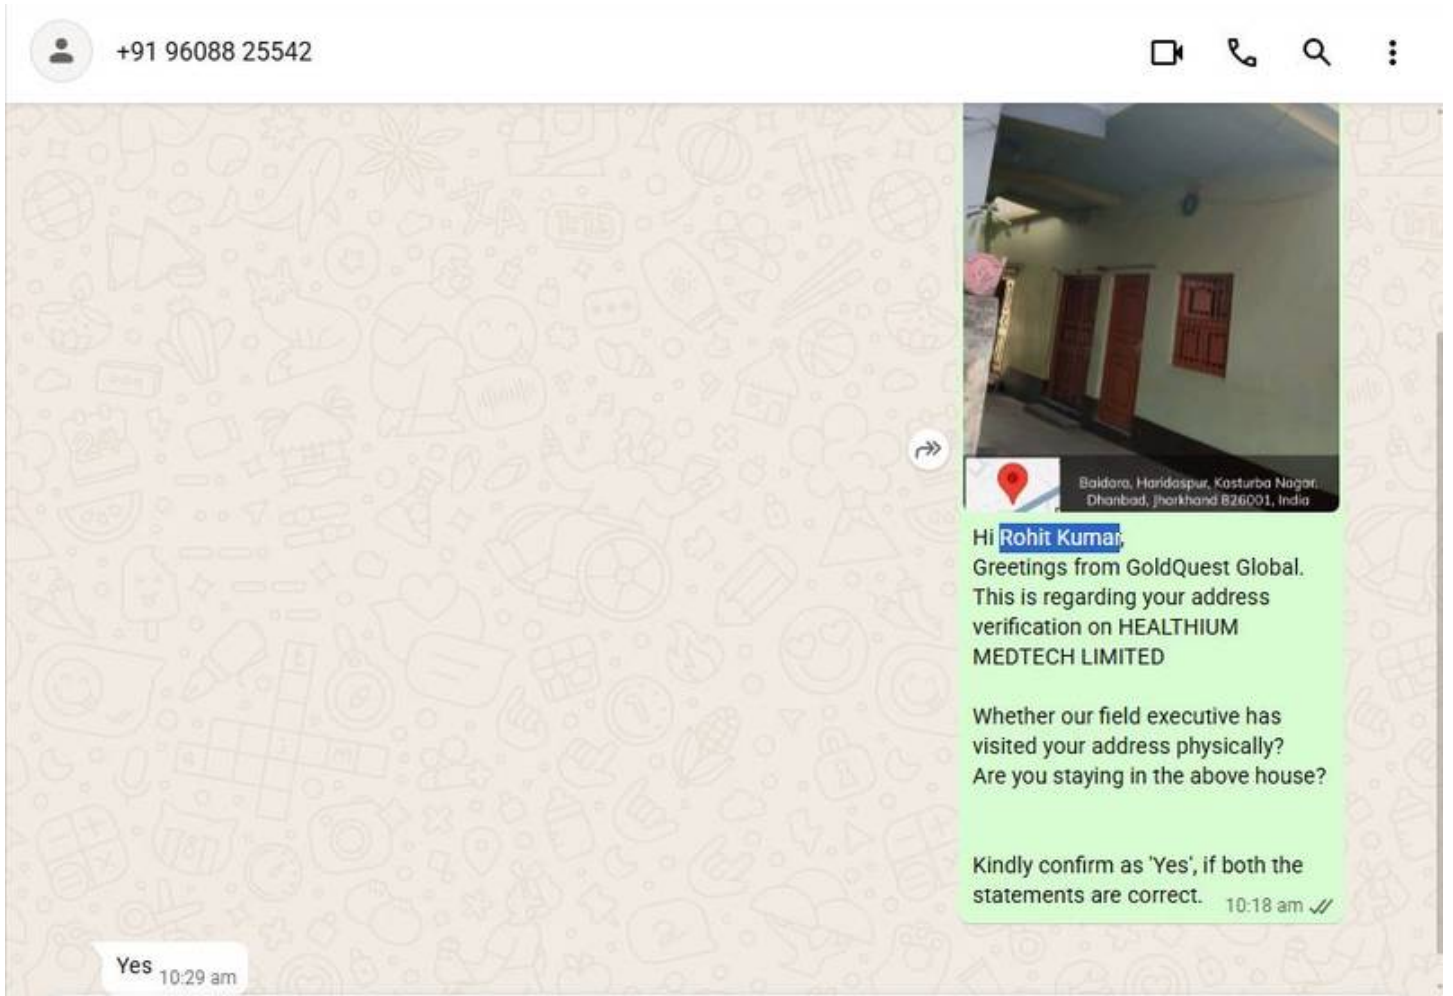 +91 96088 25542
Baidara, Haridaspur, Kasturba Nagar,
Dhanbad, Jharkhand 826001, India
Hi Rohit Kumar,
Greetings from GoldQuest Global.
This is regarding your address
verification on HEALTHIUM
MEDTECH LIMITED
Whether our field executive has
visited your address physically?
Are you staying in the above house?
Kindly confirm as 'Yes', if both the
statements are correct.
10:18 am
Yes
10:29 am